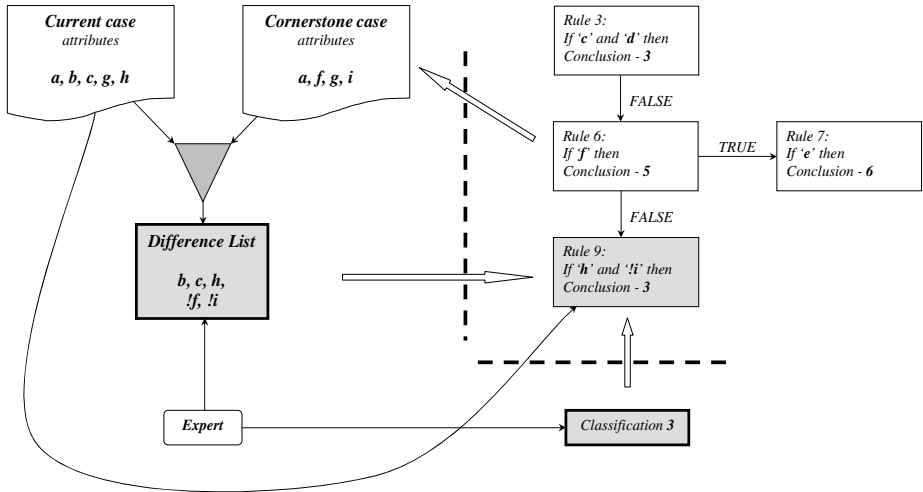 Current case
attributes
a, b, c, g, h
Cornerstone case
attributes
a, f, g, i
Rule 3:
If ‘c’ and ‘d’ then
Conclusion - 3
FALSE
Rule 6:
If ‘f’ then
Conclusion - 5
TRUE
Rule 7:
If ‘e’ then
Conclusion - 6
FALSE
Difference List
b, c, h,
!f, !i
Rule 9:
If ‘h’ and ‘!i’ then
Conclusion - 3
Expert
Classification 3